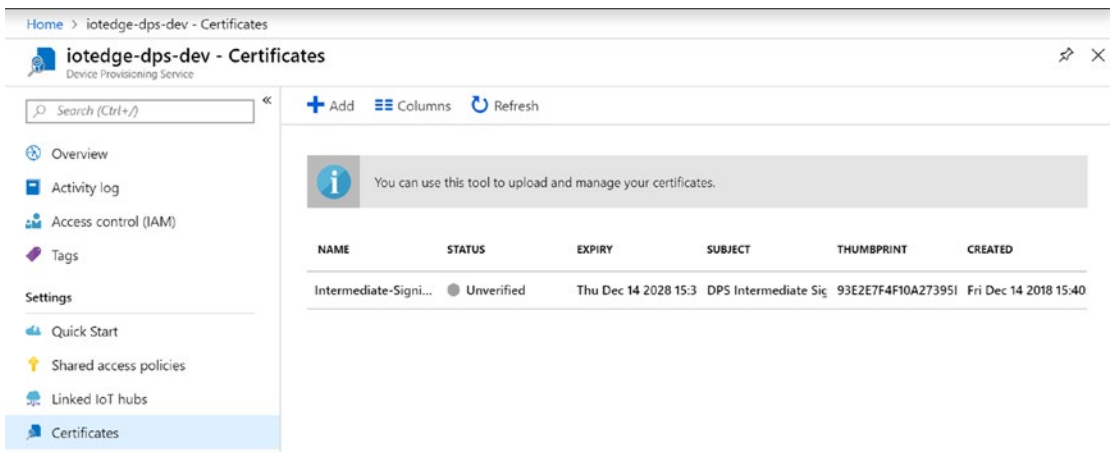 Home > iotedge-dps-dev - Certificates
iotedge-dps-dev - Certificates
Device Provisioning Service
Search (Ctrl+/)
«
Add Columns Refresh
Overview
Activity log
Access control (IAM)
Tags
Settings
Quick Start
Shared access policies
Linked IoT hubs
Certificates
You can use this tool to upload and manage your certificates.
NAME STATUS EXPIRY SUBJECT THUMBPRINT CREATED
Intermediate-Signi... Unverified Thu Dec 14 2028 15:3 DPS Intermediate Sig 93E2E7F4F10A27395 Fri Dec 14 2018 15:40